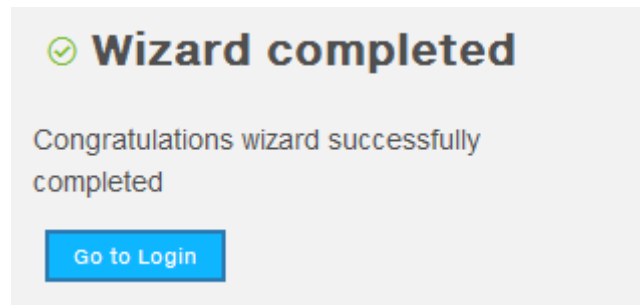 Wizard completed
Congratulations wizard successfully
completed
Go to Login